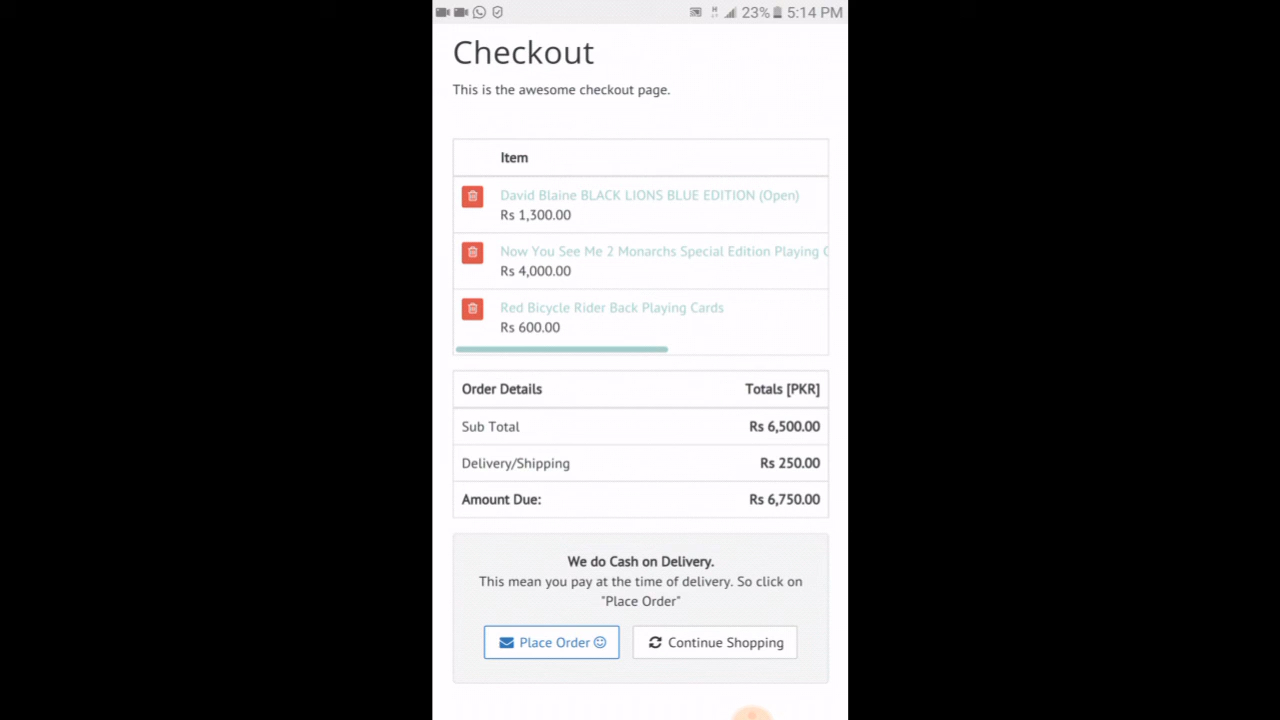 23% 5:14 PM
Checkout
This is the awesome checkout page.
Item
David Blaine BLACK LIONS BLUE EDITION (Open)
Rs 1,300.00
Now You See Me 2 Monarchs Special Edition Playing
Rs 4,000.00
Red Bicycle Rider Back Playing Cards
Rs 600.00
Order Details Totals [PKR]
Sub Total Rs 6,500.00
Delivery/Shipping Rs 250.00
Amount Due: Rs 6,750.00
We do Cash on Delivery.
This mean you pay at the time of delivery. So click on
"Place Order"
Place Order Continue Shopping